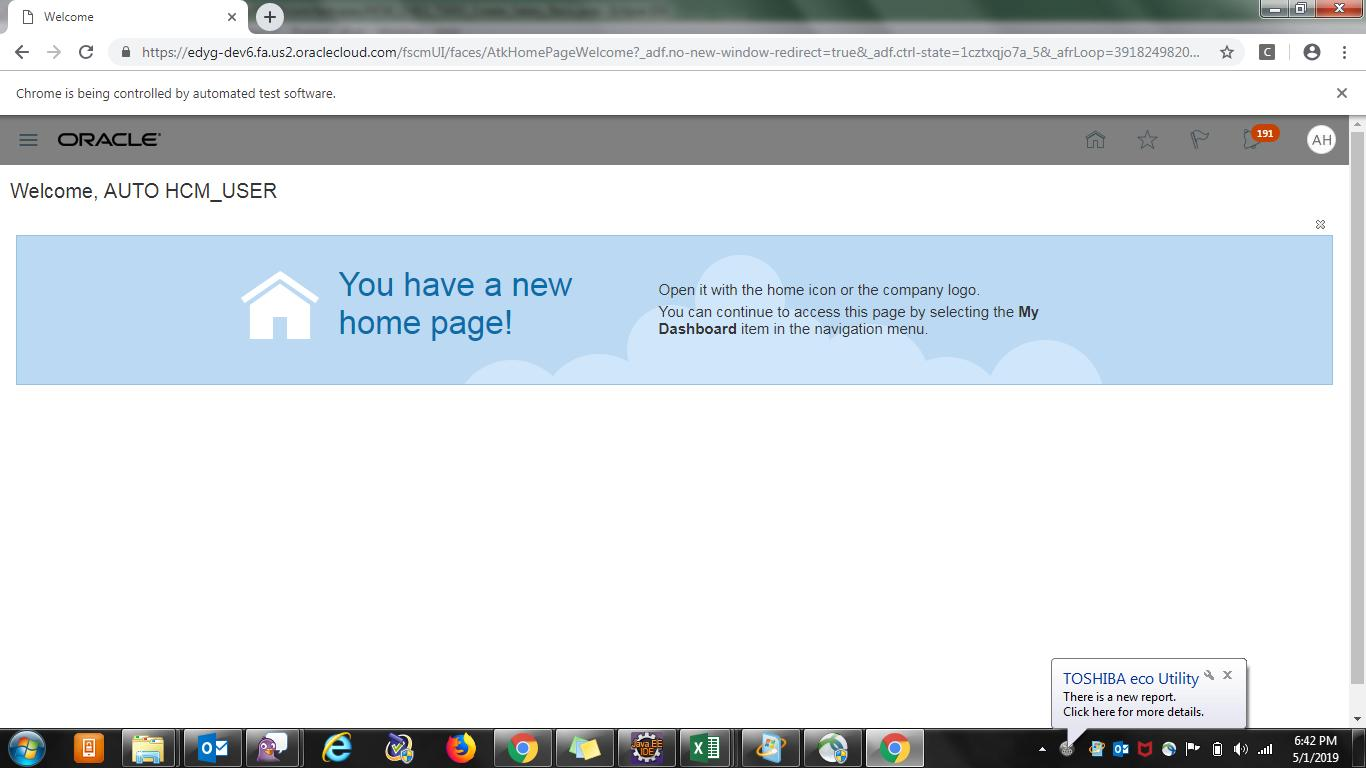 Welcome
https://edyg-dev6.fa.us2.oraclecloud.com/fscmUI/faces/AtkHomePageWelcome?_adf.no-new-window-redirect=true&_adf.ctrl-state=1cztxqjo7a_5&_afrLoop=3918249820...
C
Chrome is being controlled by automated test software.
ORACLE
191
AH
Welcome, AUTO HCM_USER
You have a new
home page!
Open it with the home icon or the company logo.
You can continue to access this page by selecting the My
Dashboard item in the navigation menu.
TOSHIBA eco Utility
There is a new report.
Click here for more details.
Java EE
IDE
6:42 PM
5/1/2019